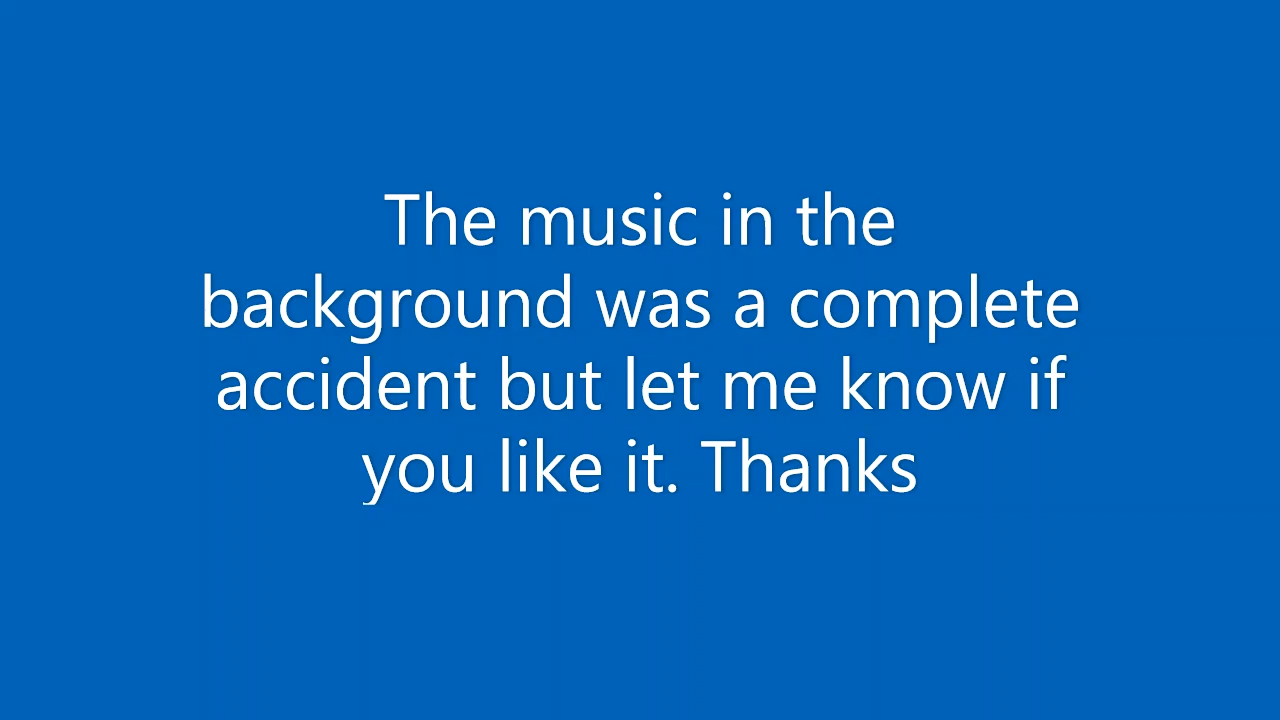 The music in the
background was a complete
accident but let me know if
you like it. Thanks